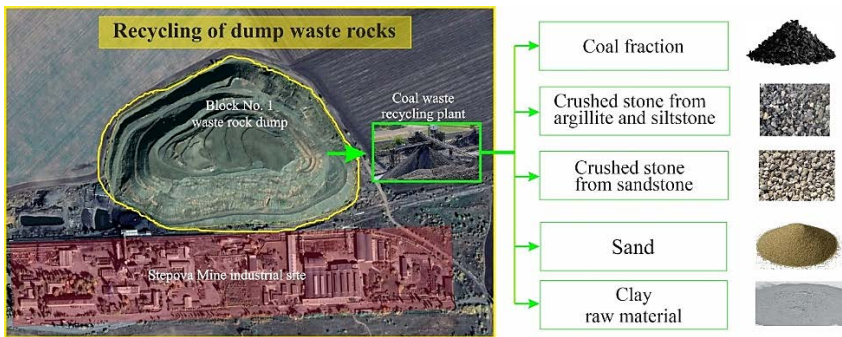 Recycling of dump waste rocks
Block No. 1
waste rock dump
Coal waste
recycling plant
Stepova Mine industrial site
Coal fraction
Crushed stone from
argillite and siltstone
Crushed stone
from sandstone
Sand
Clay
raw material